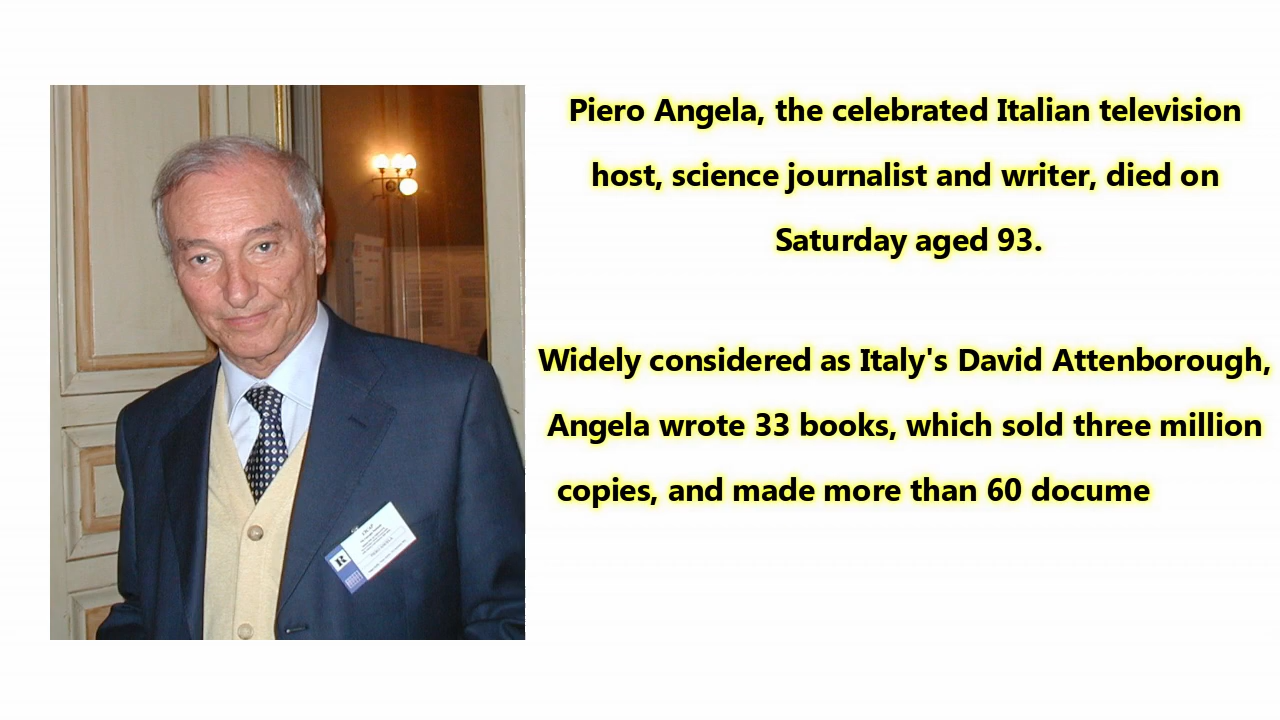 Piero Angela, the celebrated Italian television
host, science journalist and writer, died on
Saturday aged 93.
Widely considered as Italy's David Attenborough,
Angela wrote 33 books, which sold three million
copies, and made more than 60 docume
R